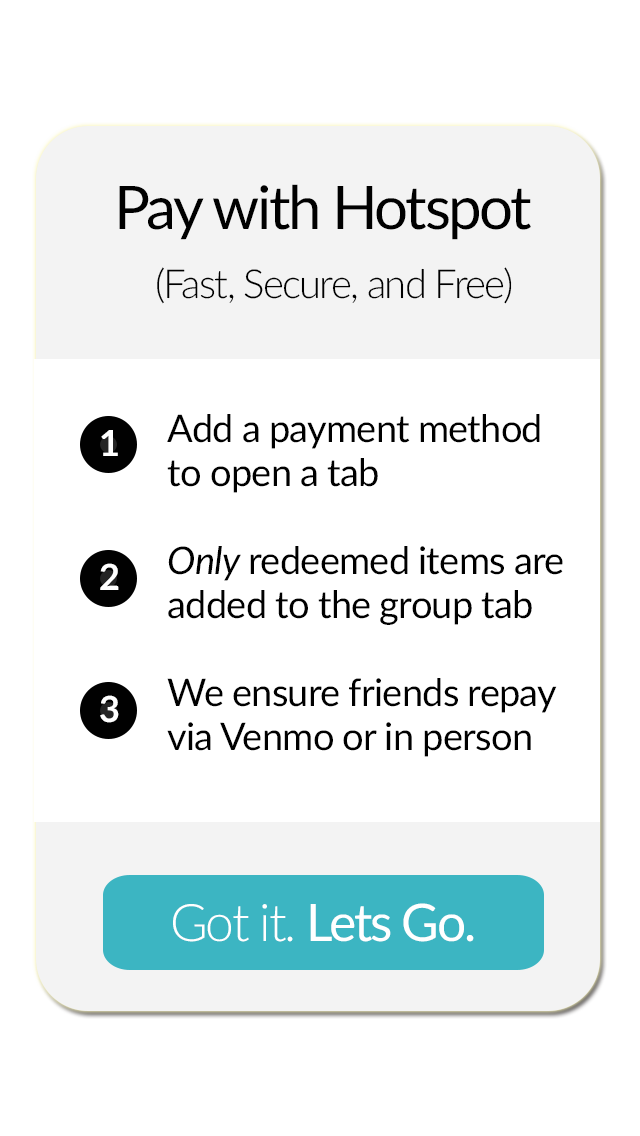 Pay with Hotspot
(Fast, Secure, and Free)
1 Add a payment method
to open a tab
2 Only redeemed items are
added to the group tab
3 We ensure friends repay
via Venmo or in person
Got it. Lets Go.